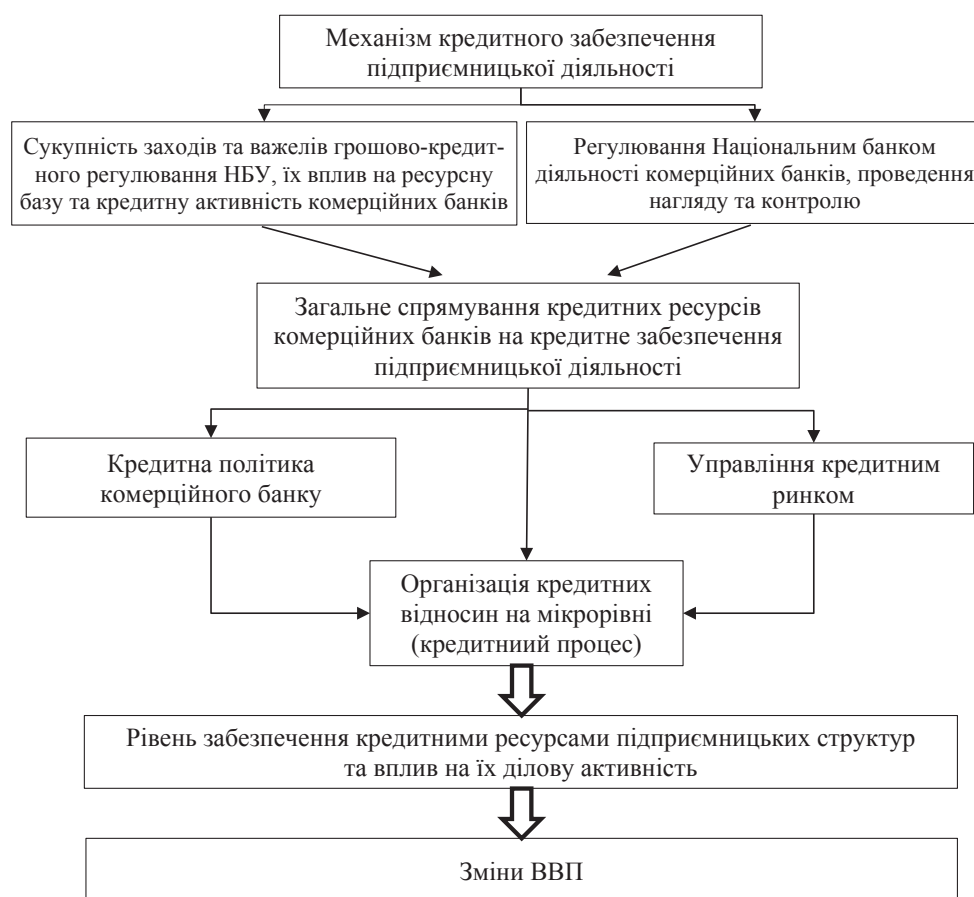 Механізм кредитного забезпечення
підприємницької діяльності
Сукупність заходів та важелів грошово-кредит-
ного регулювання НБУ, їх вплив на ресурсну
базу та кредитну активність комерційних банків
Регулювання Національним банком
діяльності комерційних банків, проведення
нагляду та контролю
Загальне спрямування кредитних ресурсів
комерційних банків на кредитне забезпечення
підприємницької діяльності
Кредитна політика
комерційного банку
Управління кредитним
ринком
Організація кредитних
відносин на мікрорівні
(кредитниий процес)
Рівень забезпечення кредитними ресурсами підприємницьких структур
та вплив на їх ділову активність
Зміни ВВП